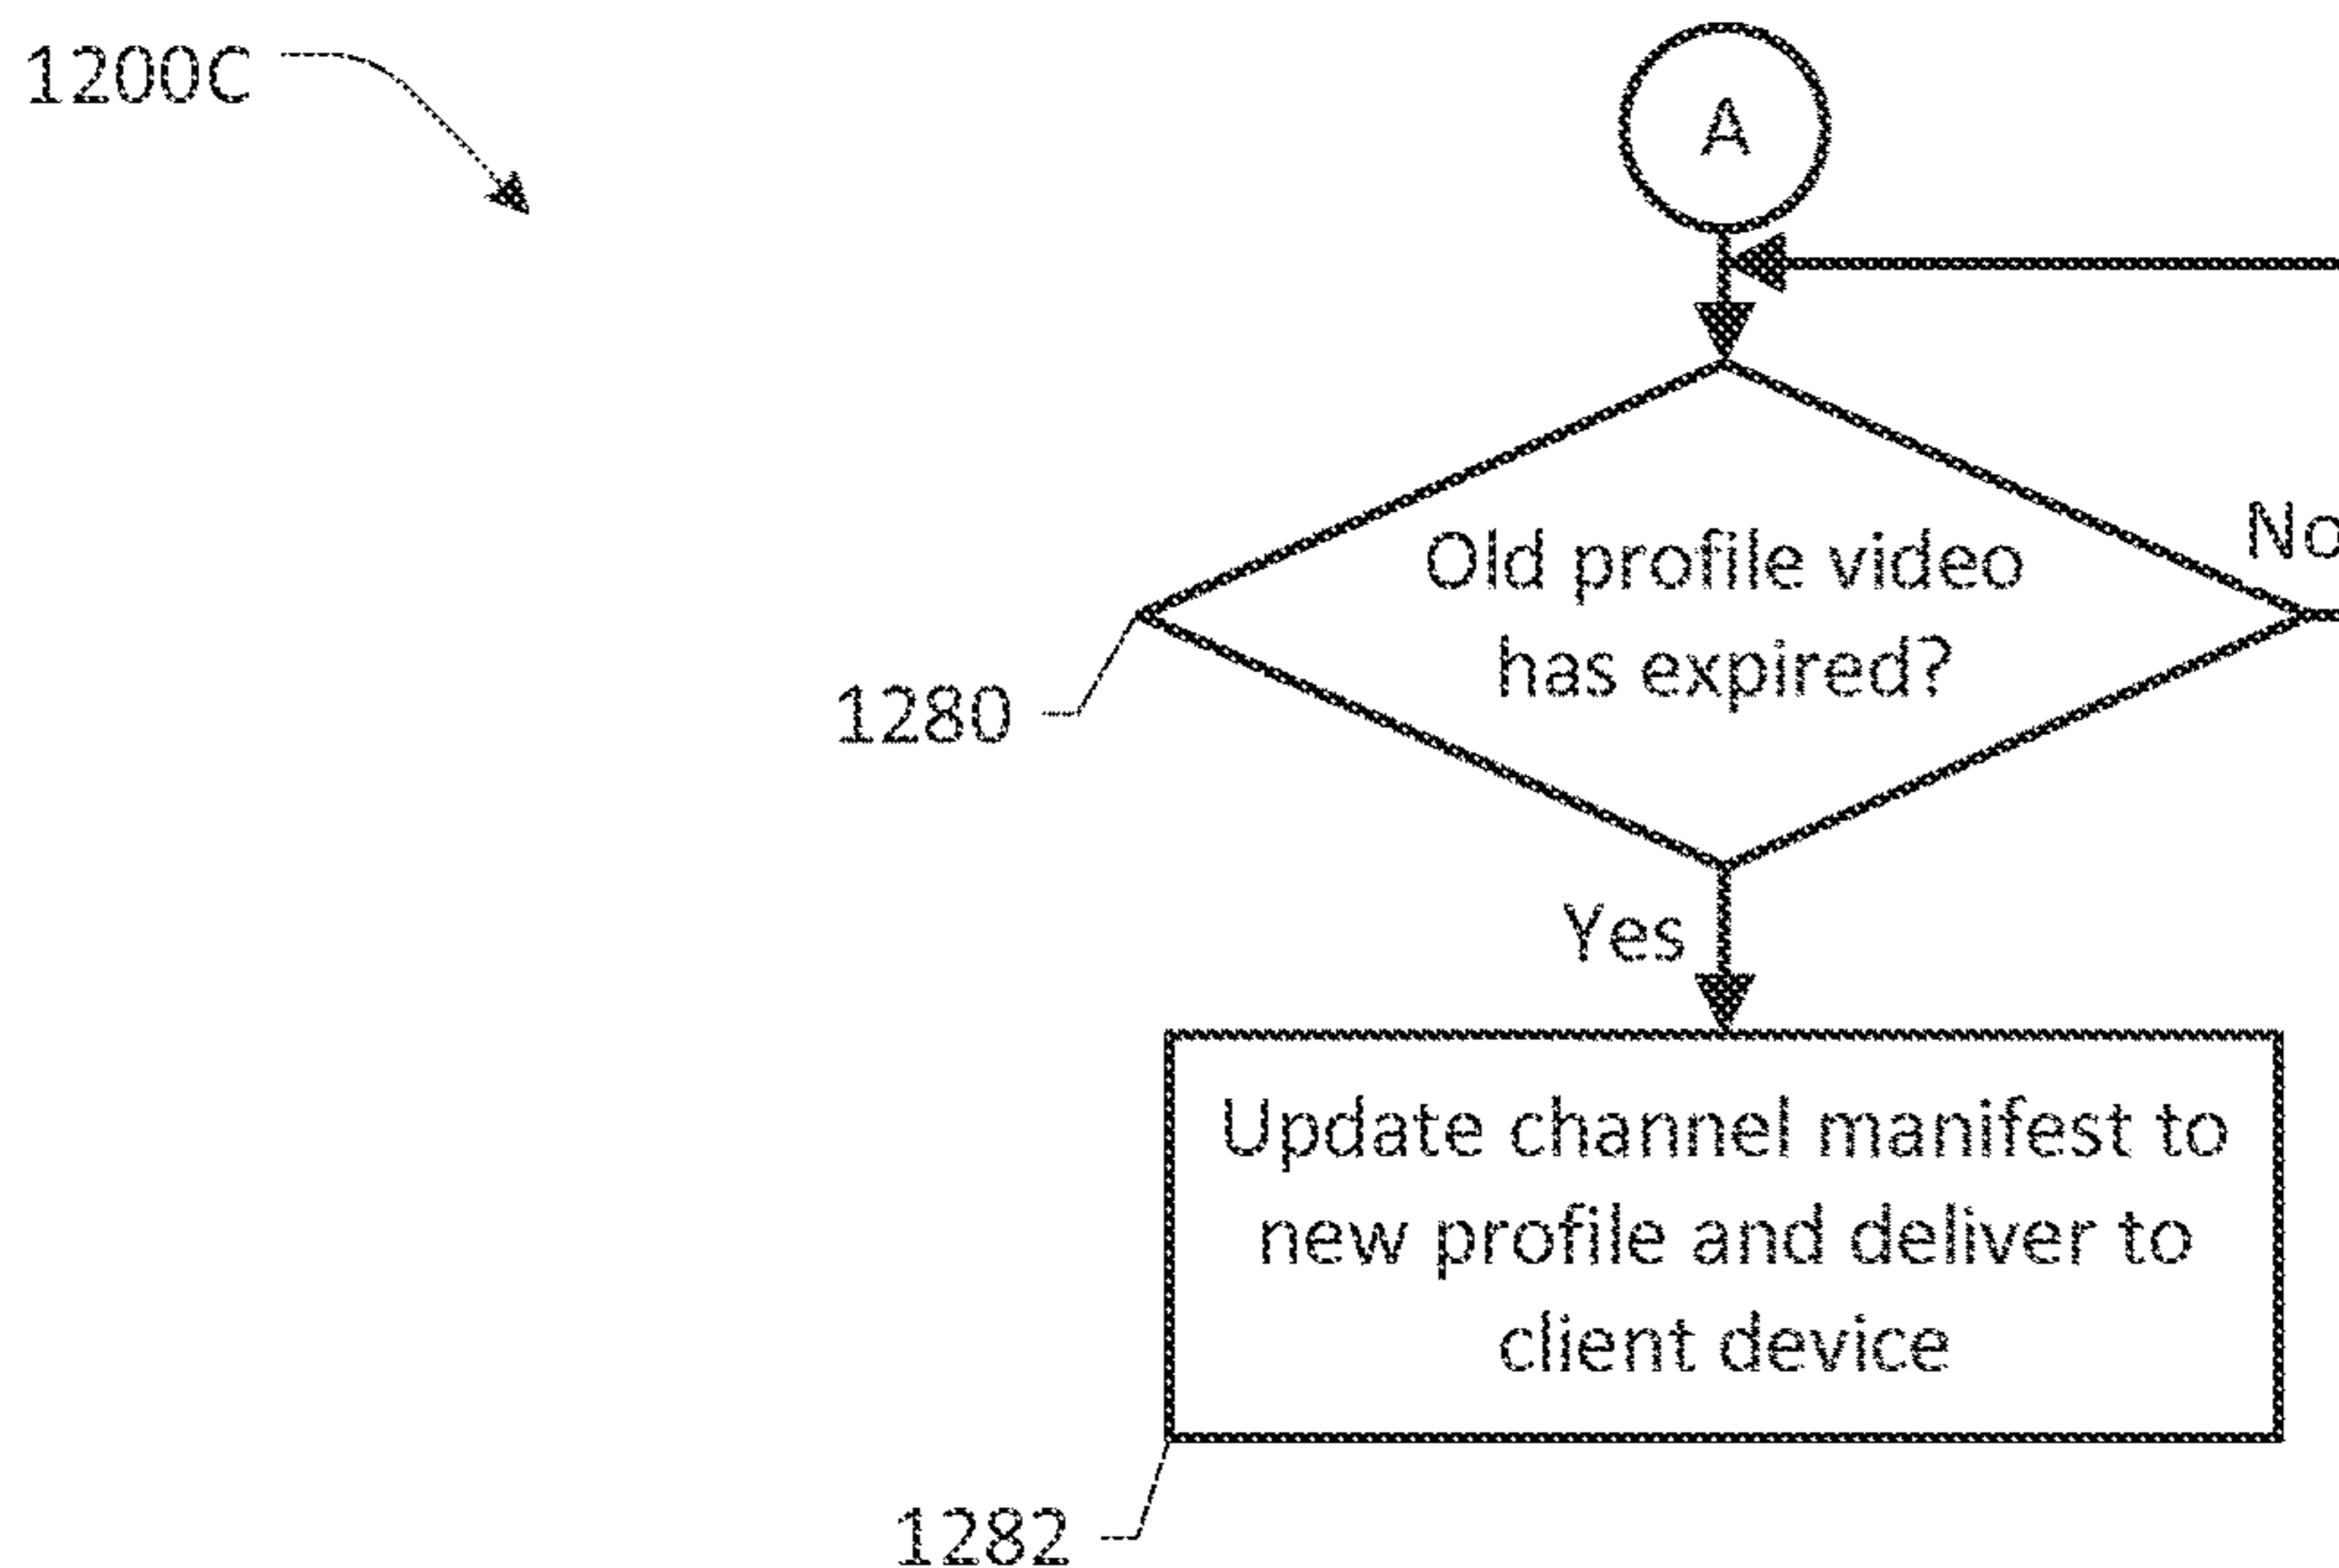 1200C
A
No
Old profile video
has expired?
1280
Yes
Update channel manifest to
new profile and deliver to
client device
1282